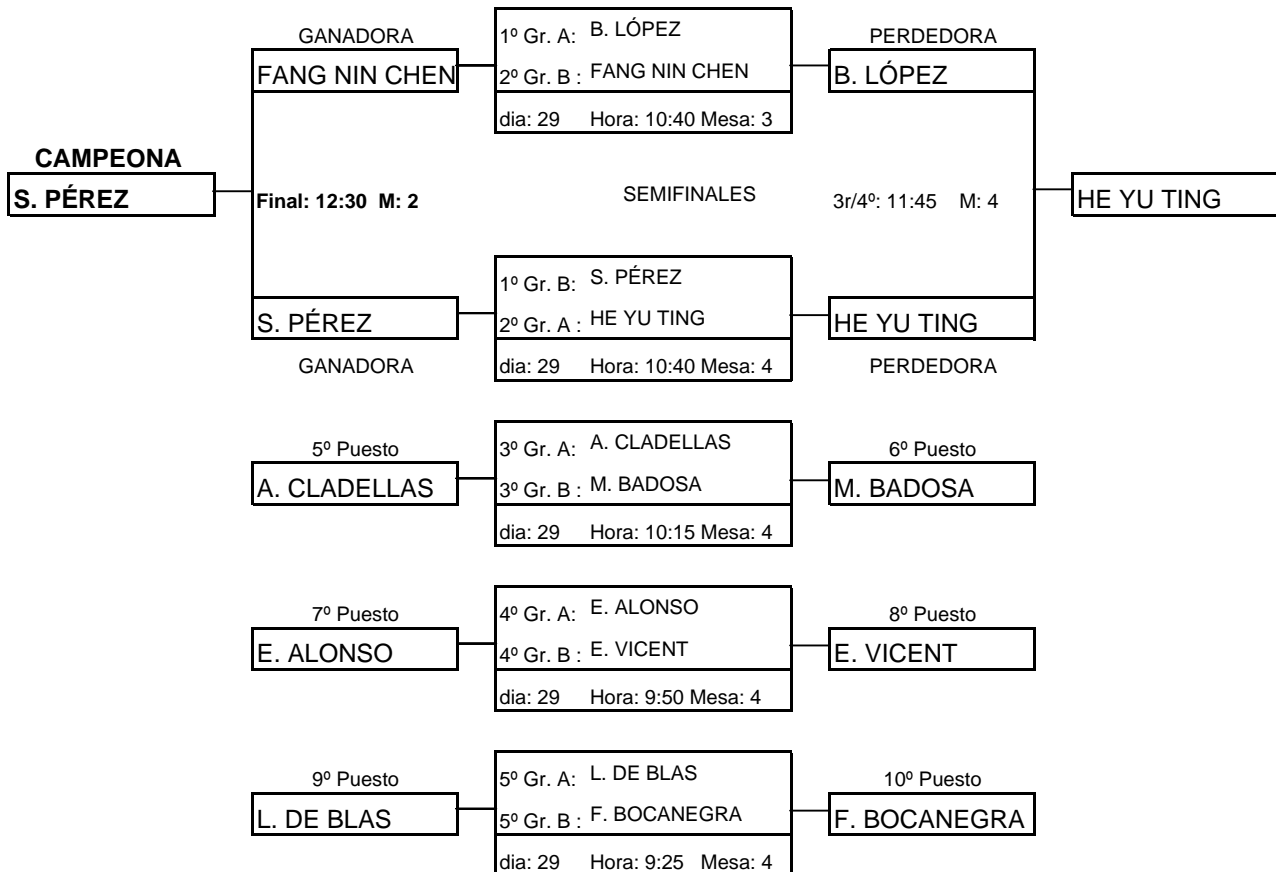 GANADORA 1º Gr. A: B. LÓPEZ PERDEDORA
FANG NIN CHEN 2º Gr. B : FANG NIN CHEN B. LÓPEZ
dia: 29 Hora: 10:40 Mesa: 3
CAMPEONA
S. PÉREZ Final: 12:30 M: 2 SEMIFINALES 3r/4º: 11:45 M: 4 HE YU TING
1º Gr. B: S. PÉREZ
S. PÉREZ 2º Gr. A : HE YU TING HE YU TING
GANADORA dia: 29 Hora: 10:40 Mesa: 4 PERDEDORA
5º Puesto 3º Gr. A: A. CLADELLAS 6º Puesto
A. CLADELLAS 3º Gr. B : M. BADOSA M. BADOSA
dia: 29 Hora: 10:15 Mesa: 4
7º Puesto 4º Gr. A: E. ALONSO 8º Puesto
E. ALONSO 4º Gr. B : E. VICENT E. VICENT
dia: 29 Hora: 9:50 Mesa: 4
9º Puesto 5º Gr. A: L. DE BLAS 10º Puesto
L. DE BLAS 5º Gr. B : F. BOCANEGRA F. BOCANEGRA
dia: 29 Hora: 9:25 Mesa: 4